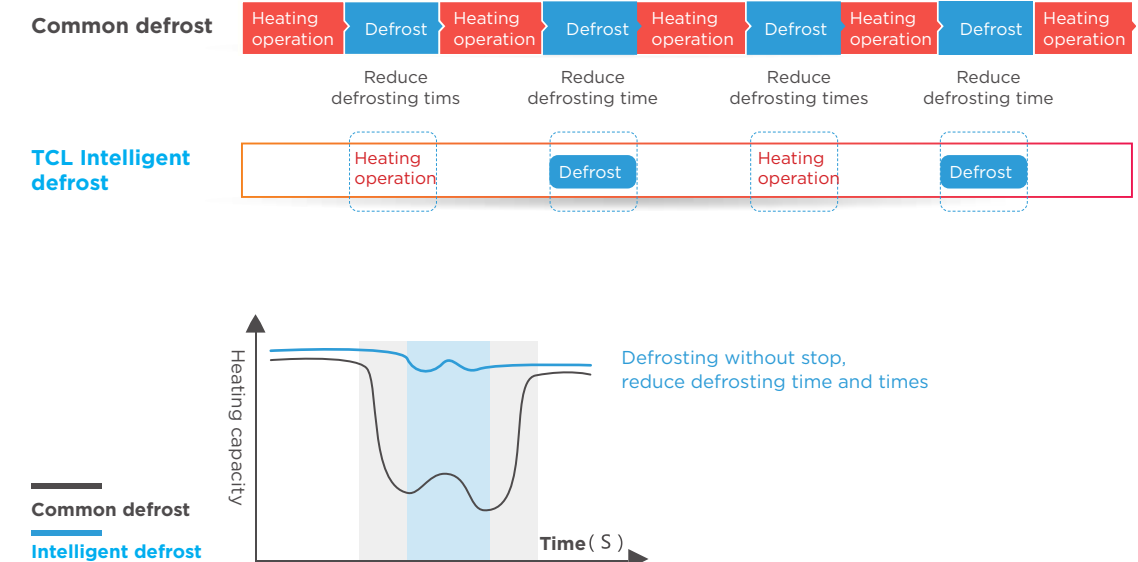 Common defrost
Heating
operation
Defrost
Heating
operation
Defrost
Heating
operation
Defrost
Heating
operation
Defrost
Heating
operation
Reduce
defrosting tims
Reduce
defrosting time
Reduce
defrosting times
Reduce
defrosting time
TCL Intelligent
defrost
Heating
operation
Defrost
Heating
operation
Defrost
Heating capacity
Defrosting without stop,
reduce defrosting time and times
Common defrost
Intelligent defrost
Time( S )